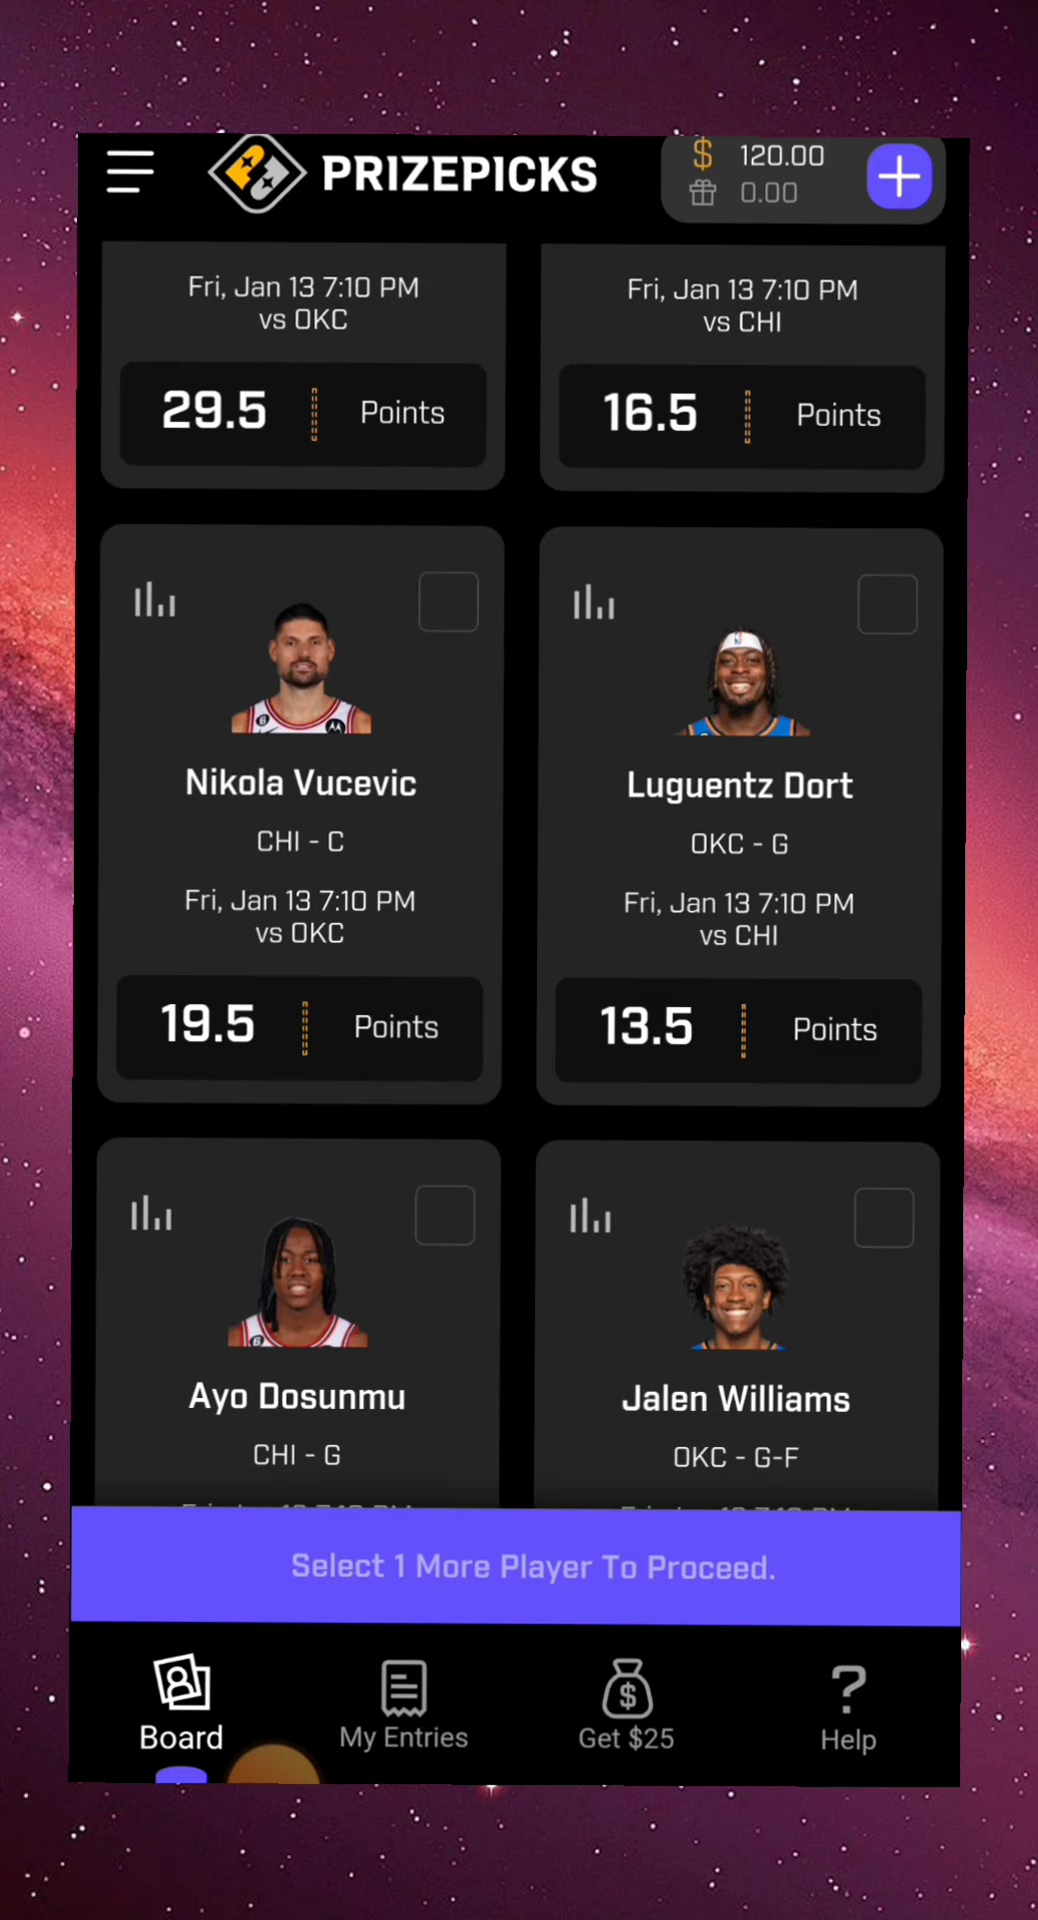 PRIZEPICKS
$ 120.00
0.00
Fri, Jan 13 7:10 PM
vs OKC
29.5 Points
Fri, Jan 13 7:10 PM
vs CHI
16.5 Points
Nikola Vucevic
CHI - C
Fri, Jan 13 7:10 PM
vs OKC
19.5 Points
Luguentz Dort
OKC - G
Fri, Jan 13 7:10 PM
vs CHI
13.5 Points
Ayo Dosunmu
CHI - G
Jalen Williams
OKC - G-F
Select 1 More Player To Proceed.
Board
My Entries
Get $25
Help